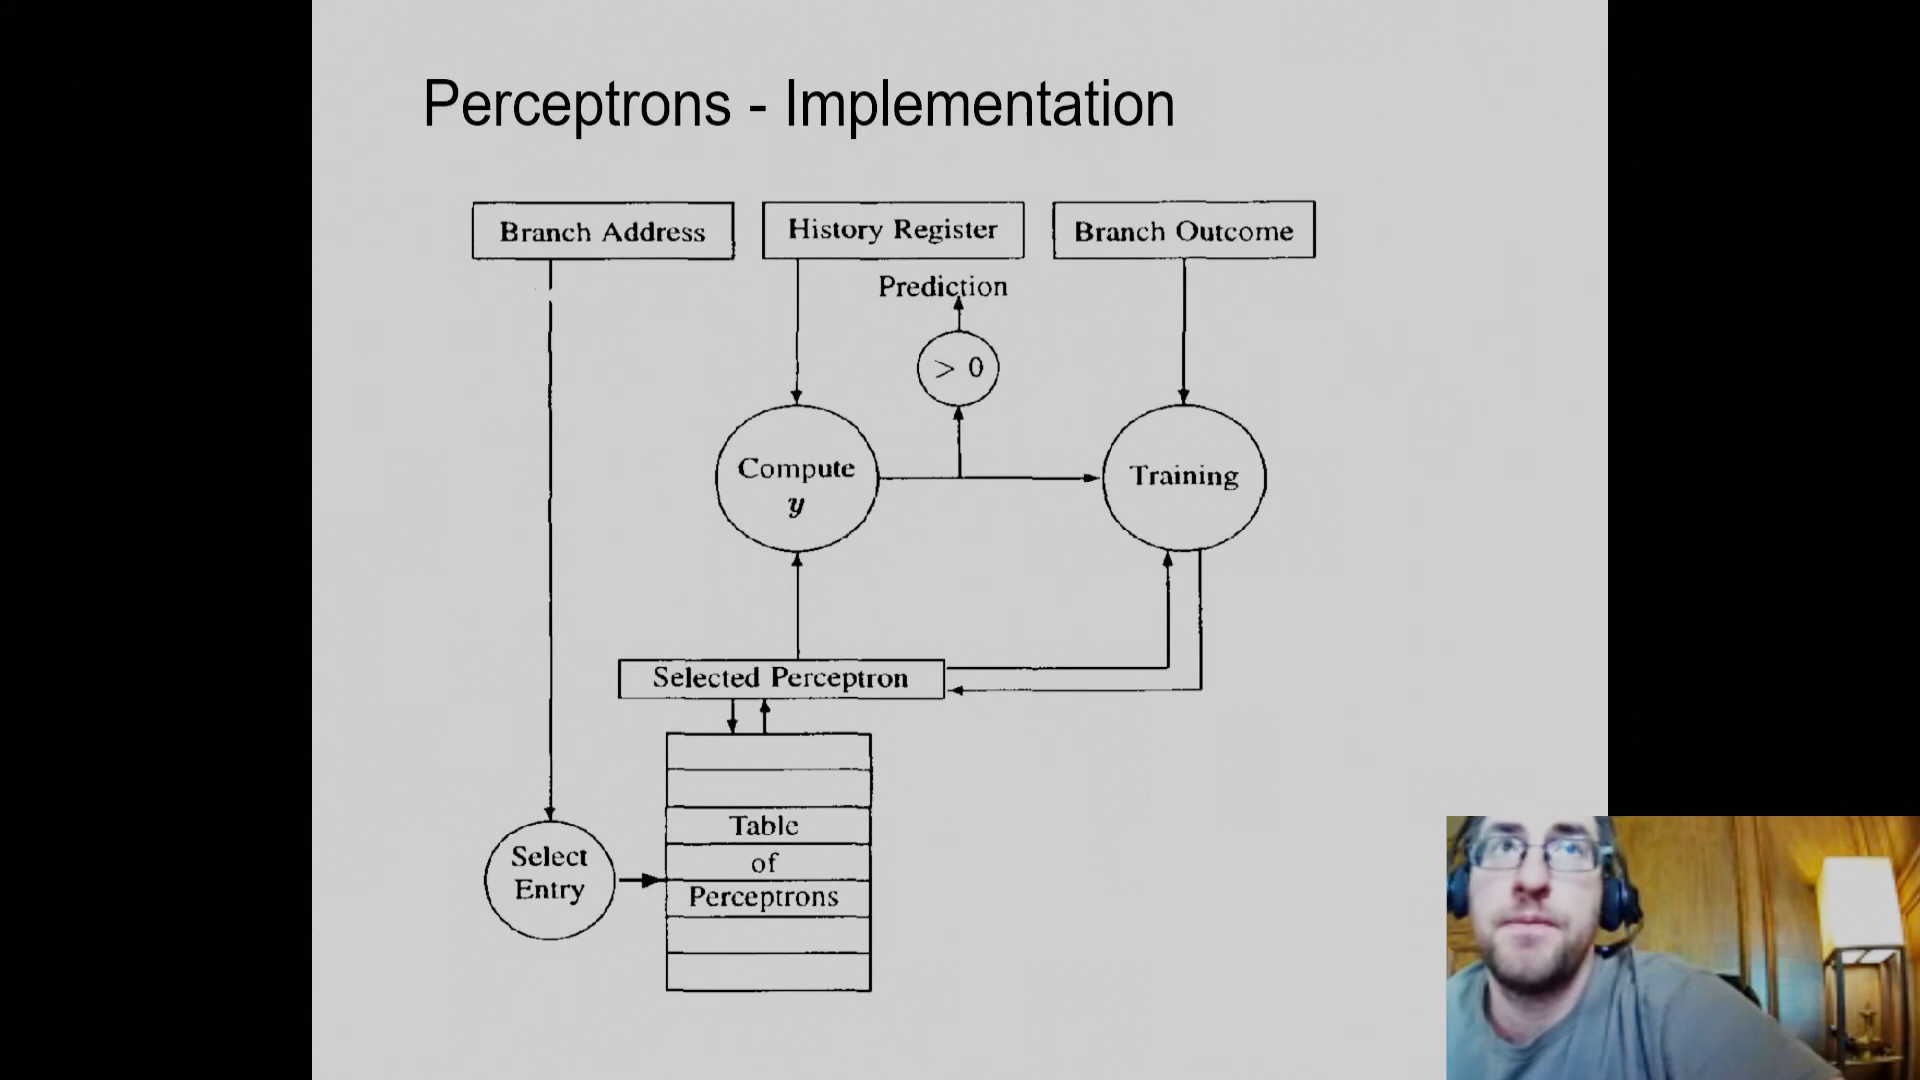 Perceptrons - Implementation
Branch Address
History Register
Branch Outcome
Prediction
> 0
Compute
y
Training
Selected Perceptron
Select
Entry
Table
of
Perceptrons